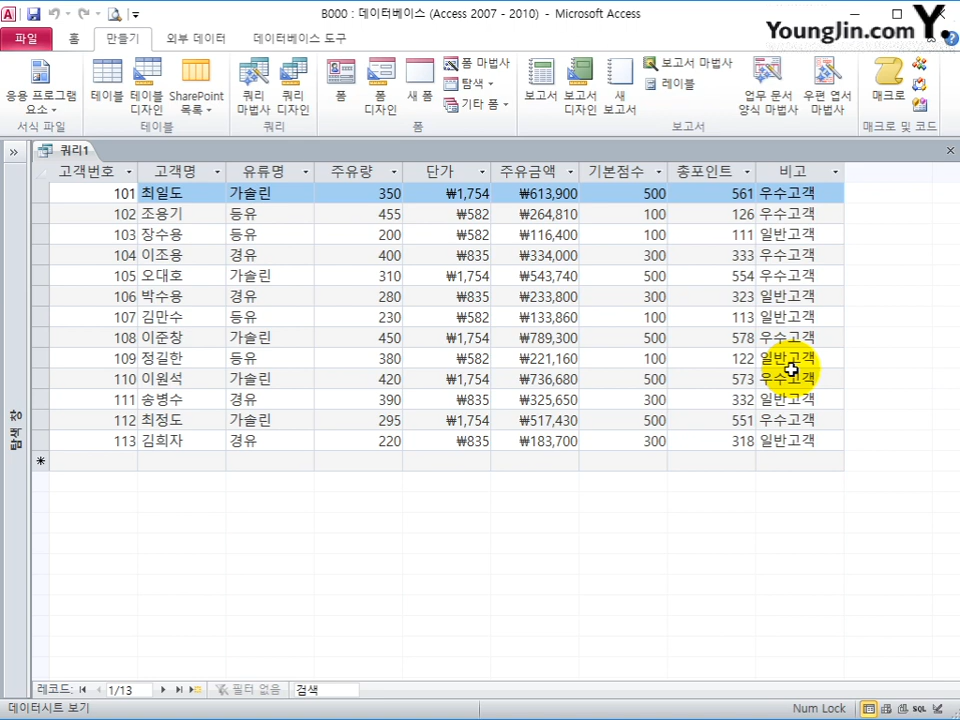 B000 : 데이터베이스 (Access 2007 - 2010) - Microsoft Access
YoungJin.com Y.
파일 홈 만들기 외부 데이터 데이터베이스 도구
응용 프로그램 요소 테이블 테이블 디자인 SharePoint 목록 쿼리 마법사 쿼리 디자인 폼 폼 디자인 새 폼 폼 마법사 탐색 기타 폼 보고서 보고서 디자인 새 보고서 보고서 마법사 레이블 업무 문서 양식 마법사 우편 엽서 마법사 매크로
서식 파일 테이블 쿼리 폼 보고서 매크로 및 코드
» 쿼리1
고객번호 고객명 유류명 주유량 단가 주유금액 기본점수 총포인트 비고
101 최일도 가솔린 350 ₩1,754 ₩613,900 500 561 우수고객
102 조용기 등유 455 ₩582 ₩264,810 100 126 우수고객
103 장수용 등유 200 ₩582 ₩116,400 100 111 일반고객
104 이조용 경유 400 ₩835 ₩334,000 300 333 우수고객
105 오대호 가솔린 310 ₩1,754 ₩543,740 500 554 우수고객
106 박수용 경유 280 ₩835 ₩233,800 300 323 일반고객
107 김만수 등유 230 ₩582 ₩133,860 100 113 일반고객
108 이준창 가솔린 450 ₩1,754 ₩789,300 500 578 우수고객
109 정길한 등유 380 ₩582 ₩221,160 100 122 일반고객
110 이원석 가솔린 420 ₩1,754 ₩736,680 500 573 우수고객
111 송병수 경유 390 ₩835 ₩325,650 300 332 일반고객
112 최정도 가솔린 295 ₩1,754 ₩517,430 500 551 우수고객
113 김희자 경유 220 ₩835 ₩183,700 300 318 일반고객
탐색 창
레코드: 1/13 필터 없음 검색
데이터시트 보기 Num Lock SQL